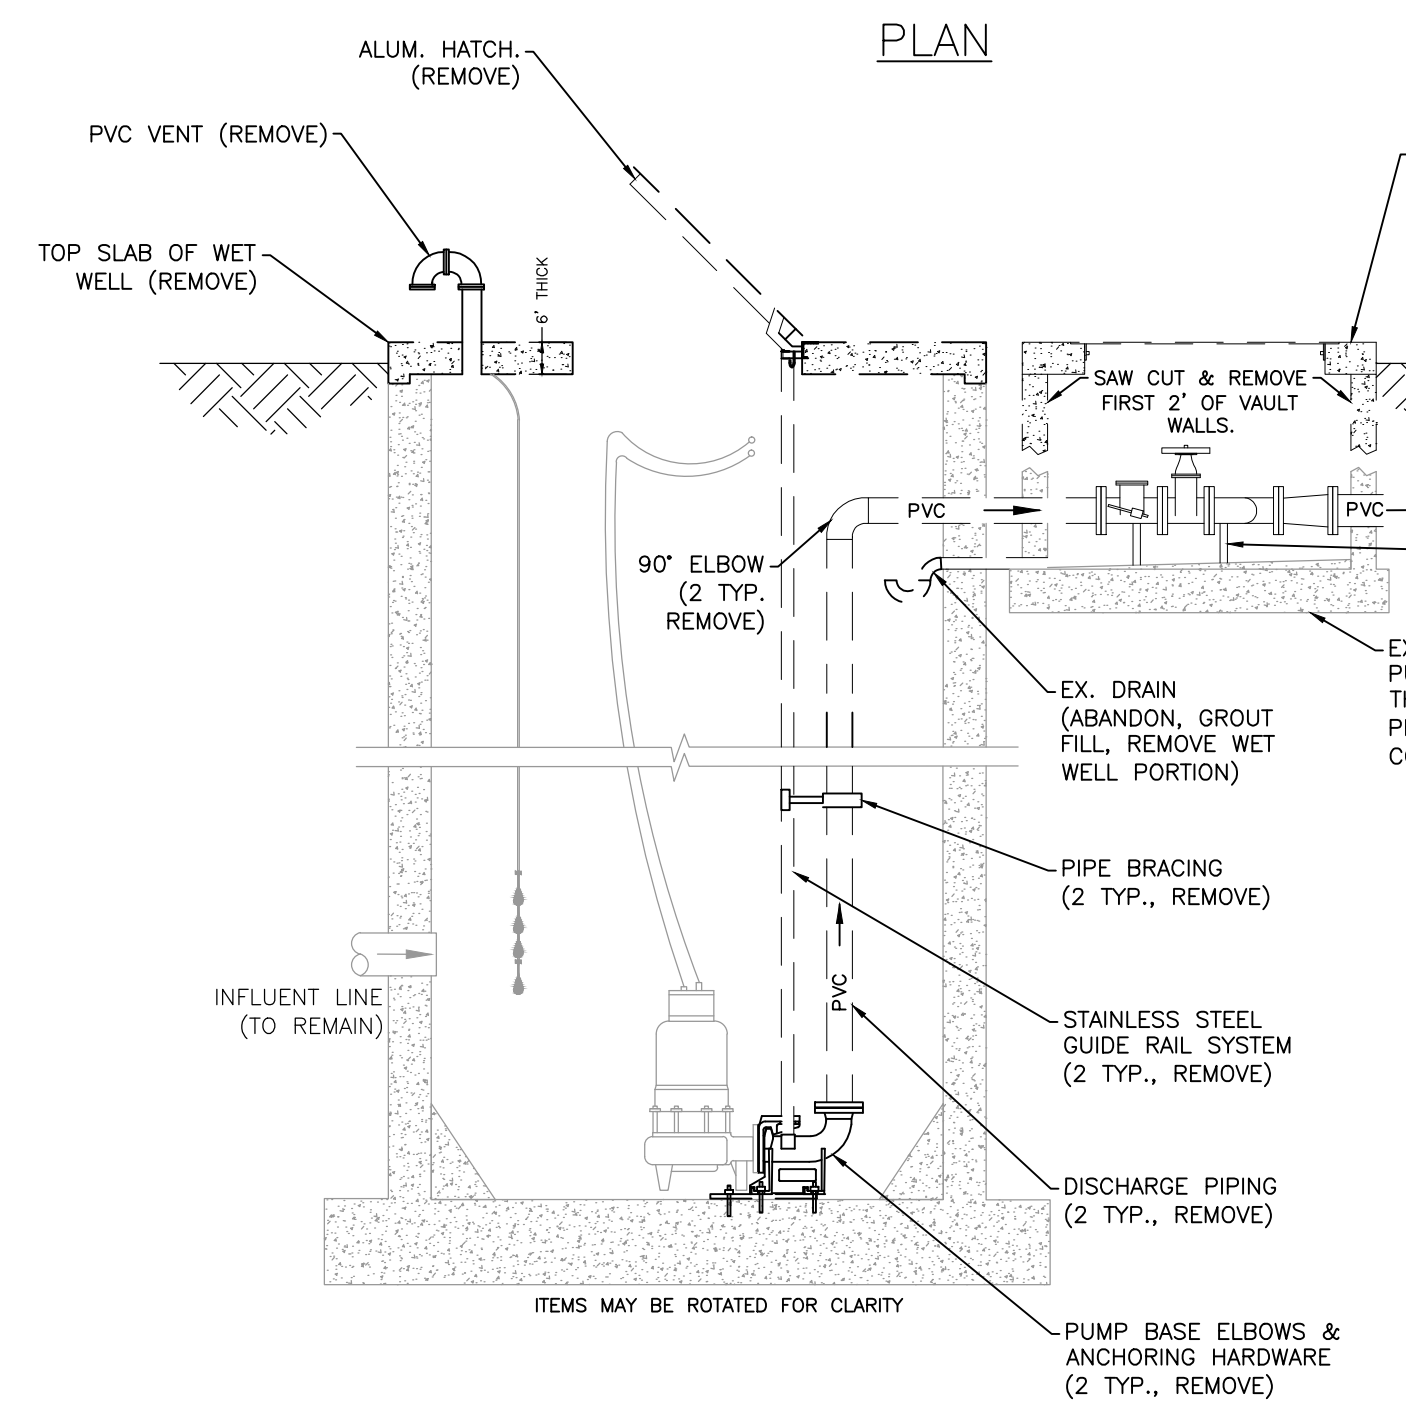 PLAN
ALUM. HATCH.
(REMOVE)
PVC VENT (REMOVE)
TOP SLAB OF WET
WELL (REMOVE)
6' THICK
SAW CUT & REMOVE
FIRST 2' OF VAULT
WALLS.
PVC
PVC
90° ELBOW
(2 TYP.
REMOVE)
EX. DRAIN
(ABANDON, GROUT
FILL, REMOVE WET
WELL PORTION)
PIPE BRACING
(2 TYP., REMOVE)
INFLUENT LINE
(TO REMAIN)
PVC
STAINLESS STEEL
GUIDE RAIL SYSTEM
(2 TYP., REMOVE)
DISCHARGE PIPING
(2 TYP., REMOVE)
ITEMS MAY BE ROTATED FOR CLARITY
PUMP BASE ELBOWS &
ANCHORING HARDWARE
(2 TYP., REMOVE)